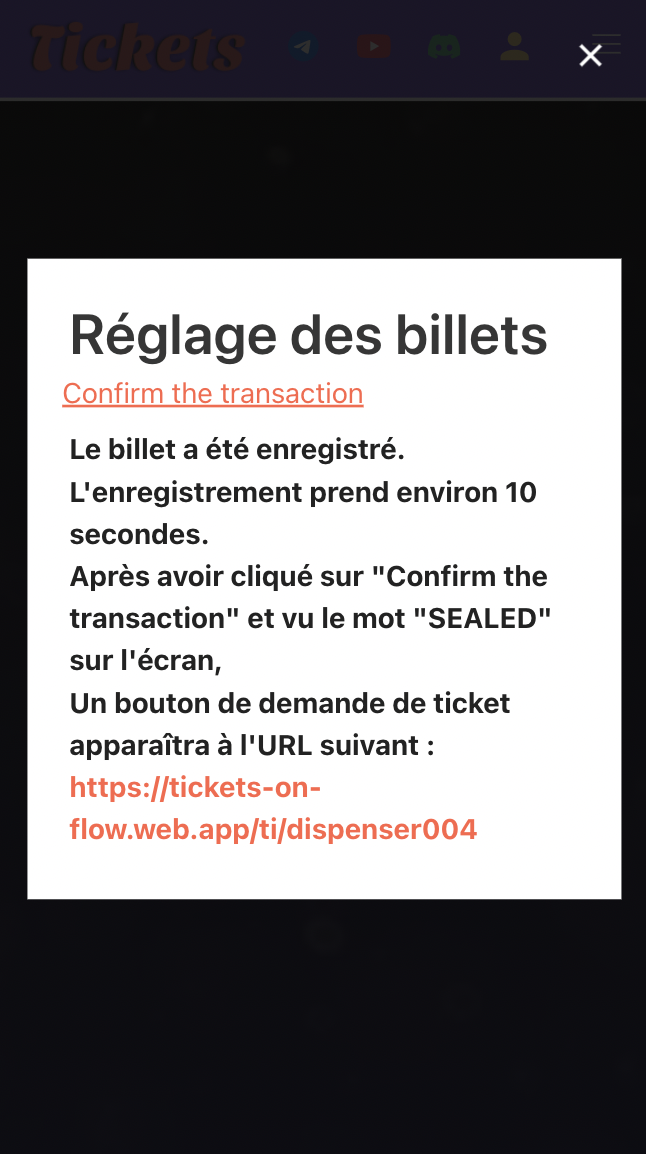 Tickets
Réglage des billets
Confirm the transaction
Le billet a été enregistré.
L'enregistrement prend environ 10
secondes.
Après avoir cliqué sur "Confirm the
transaction" et vu le mot "SEALED"
sur l'écran,
Un bouton de demande de ticket
apparaîtra à l'URL suivant :
https://tickets-on-
flow.web.app/ti/dispenser004